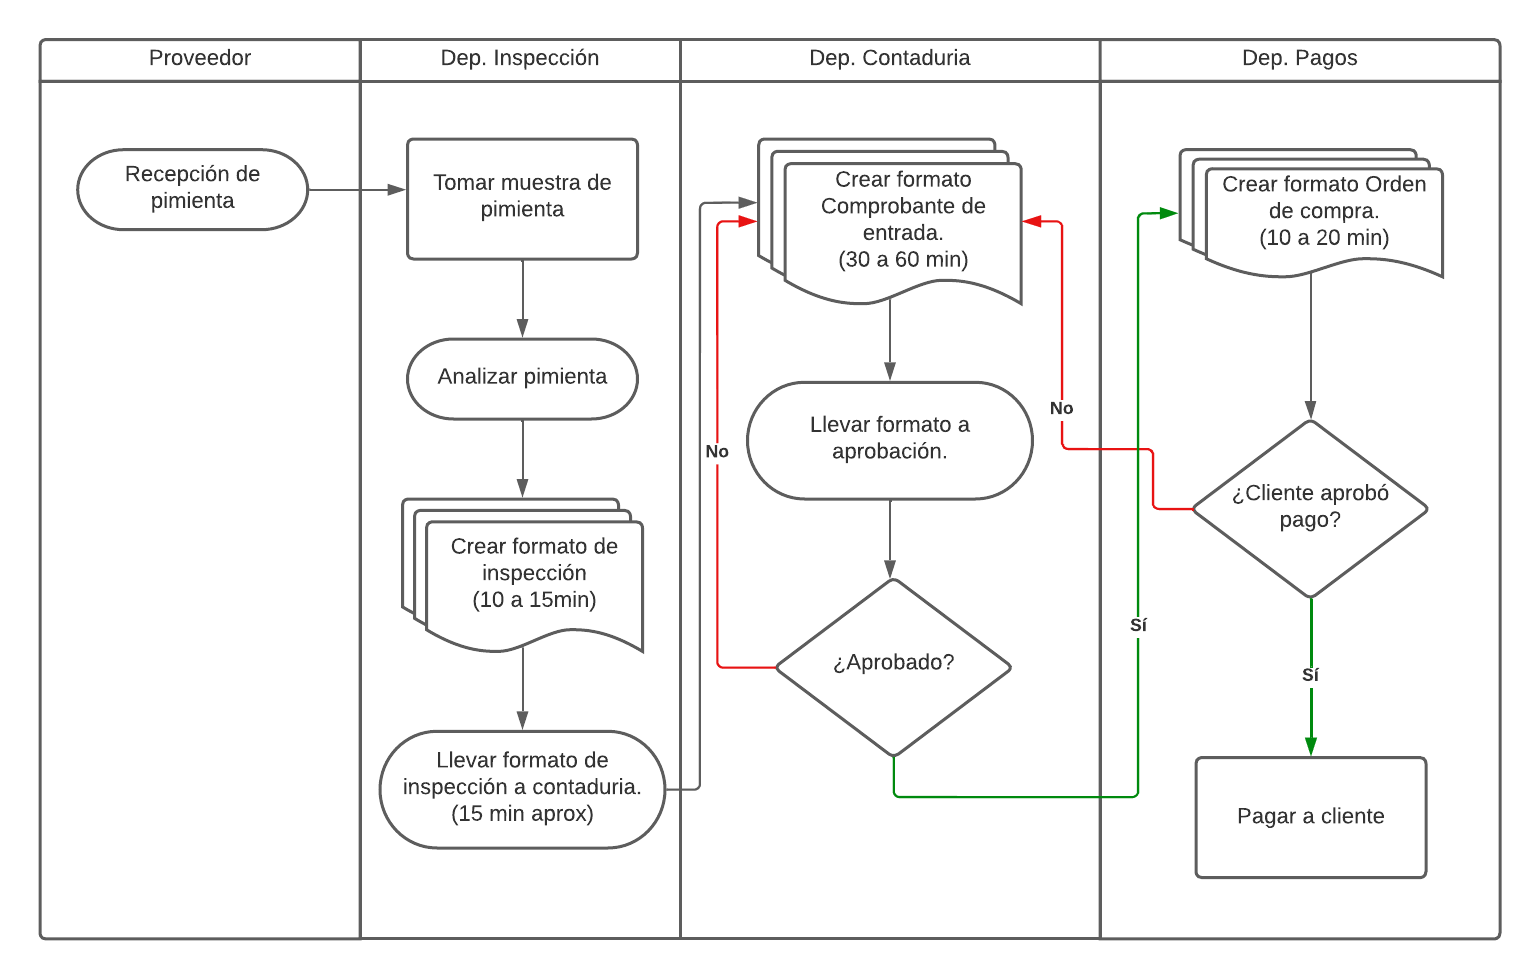 Proveedor
Dep. Inspección
Dep. Contaduria
Dep. Pagos
Recepción de
pimienta
Tomar muestra de
pimienta
Analizar pimienta
Crear formato de
inspección
(10 a 15min)
Llevar formato de
inspección a contaduria.
(15 min aprox)
Crear formato
Comprobante de
entrada.
(30 a 60 min)
Llevar formato a
aprobación.
¿Aprobado?
No
Sí
Crear formato Orden
de compra.
(10 a 20 min)
¿Cliente aprobó
pago?
No
Sí
Pagar a cliente